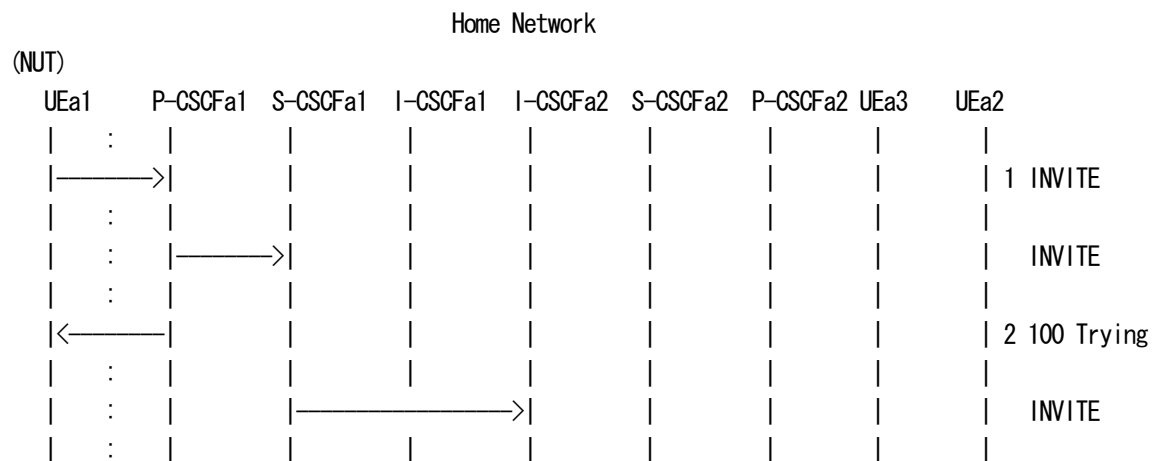 Home Network
(NUT)
UEa1 P-CSCFa1 S-CSCFa1 I-CSCFa1 I-CSCFa2 S-CSCFa2 P-CSCFa2 UEa3 UEa2
1 INVITE
INVITE
2 100 Trying
INVITE